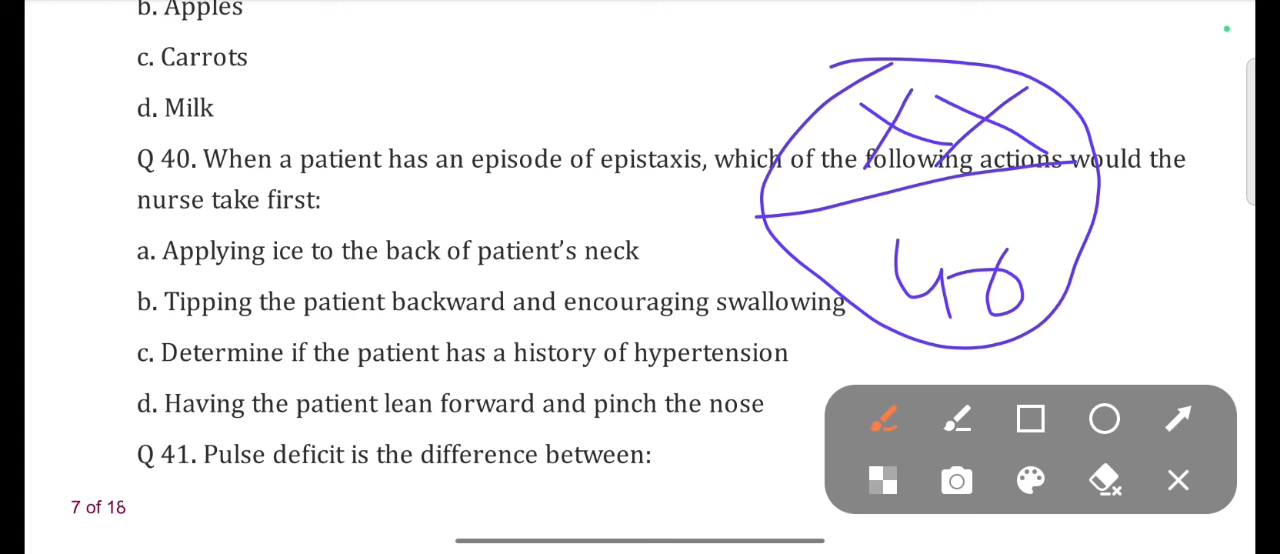 b. Apples
c. Carrots
d. Milk
Q 40. When a patient has an episode of epistaxis, which of the following actions would the
nurse take first:
a. Applying ice to the back of patient’s neck
b. Tipping the patient backward and encouraging swallowing
c. Determine if the patient has a history of hypertension
d. Having the patient lean forward and pinch the nose
Q 41. Pulse deficit is the difference between:
7 of 18
XX